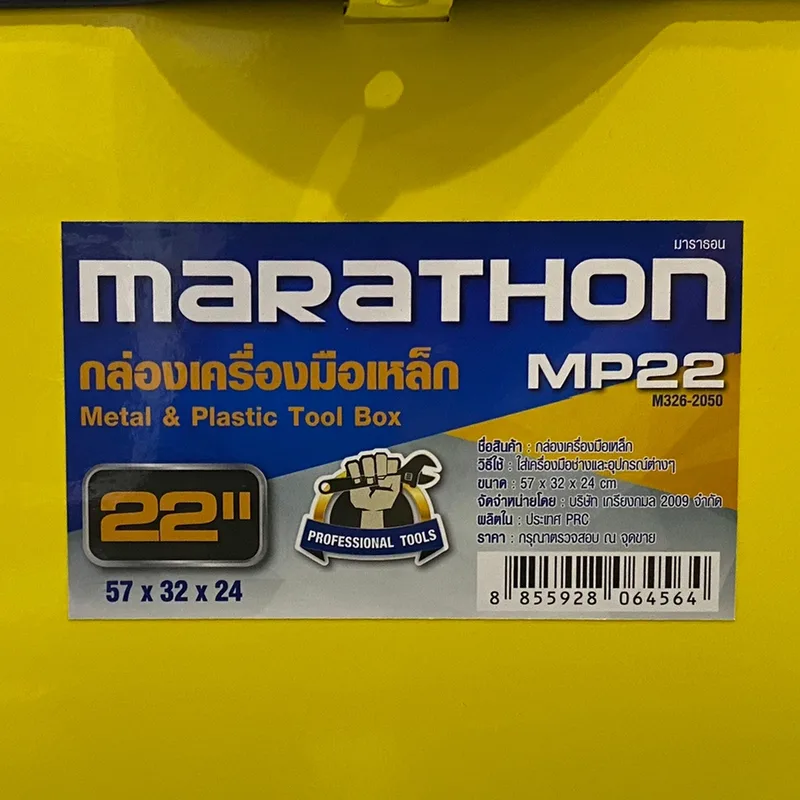 มาราธอน
MARATHON
กล่องเครื่องมือเหล็ก
MP22
M326-2050
Metal & Plastic Tool Box
22"
57 x 32 x 24
PROFESSIONAL TOOLS
ชื่อสินค้า : กล่องเครื่องมือเหล็ก
วิธีใช้ : ใส่เครื่องมือช่างและอุปกรณ์ต่างๆ
ขนาด : 57 x 32 x 24 cm
จัดจำหน่ายโดย : บริษัท เกรียงกมล 2009 จำกัด
ผลิตใน : ประเทศ PRC
ราคา : กรุณาตรวจสอบ ณ จุดขาย
8 855928 064564